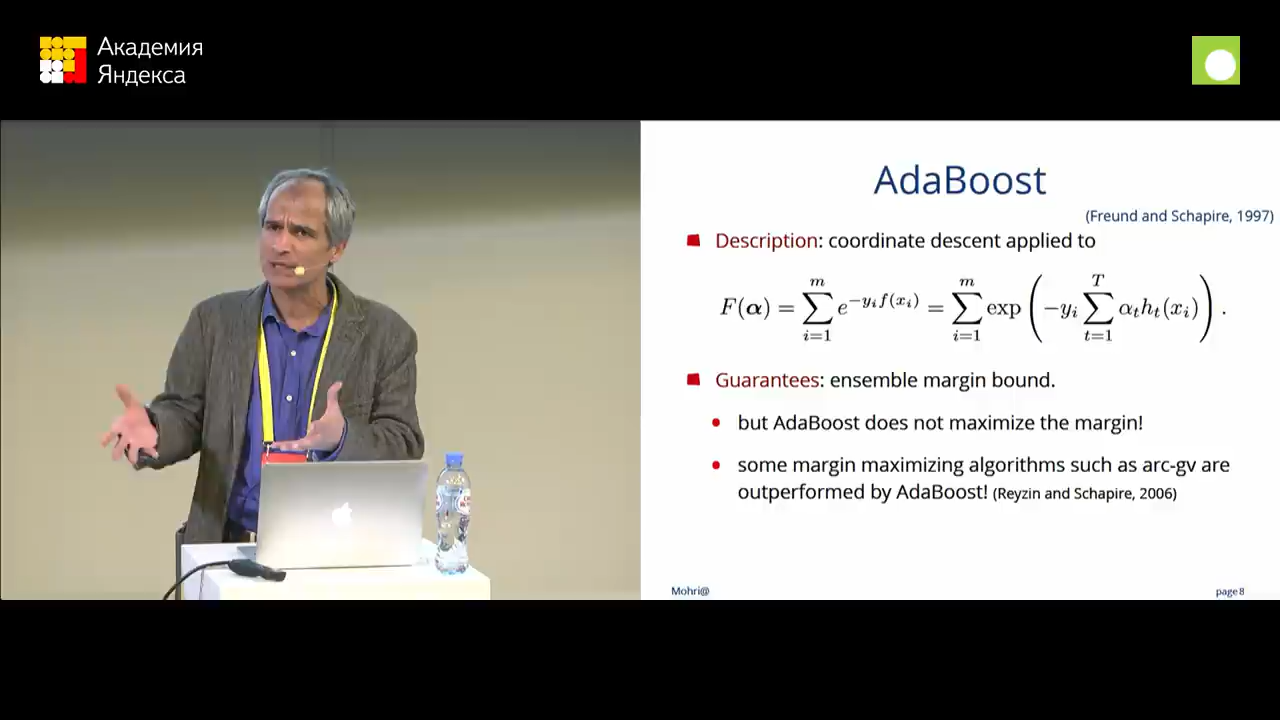 Академия
Яндекса
AdaBoost
(Freund and Schapire, 1997)
Description: coordinate descent applied to
F(α) = ∑_{i=1}^{m} e^{−y_i f(x_i)} = ∑_{i=1}^{m} exp(−y_i ∑_{t=1}^{T} α_t h_t(x_i)).
Guarantees: ensemble margin bound.
but AdaBoost does not maximize the margin!
some margin maximizing algorithms such as arc-gv are
outperformed by AdaBoost! (Reyzin and Schapire, 2006)
Mohri@
page 8